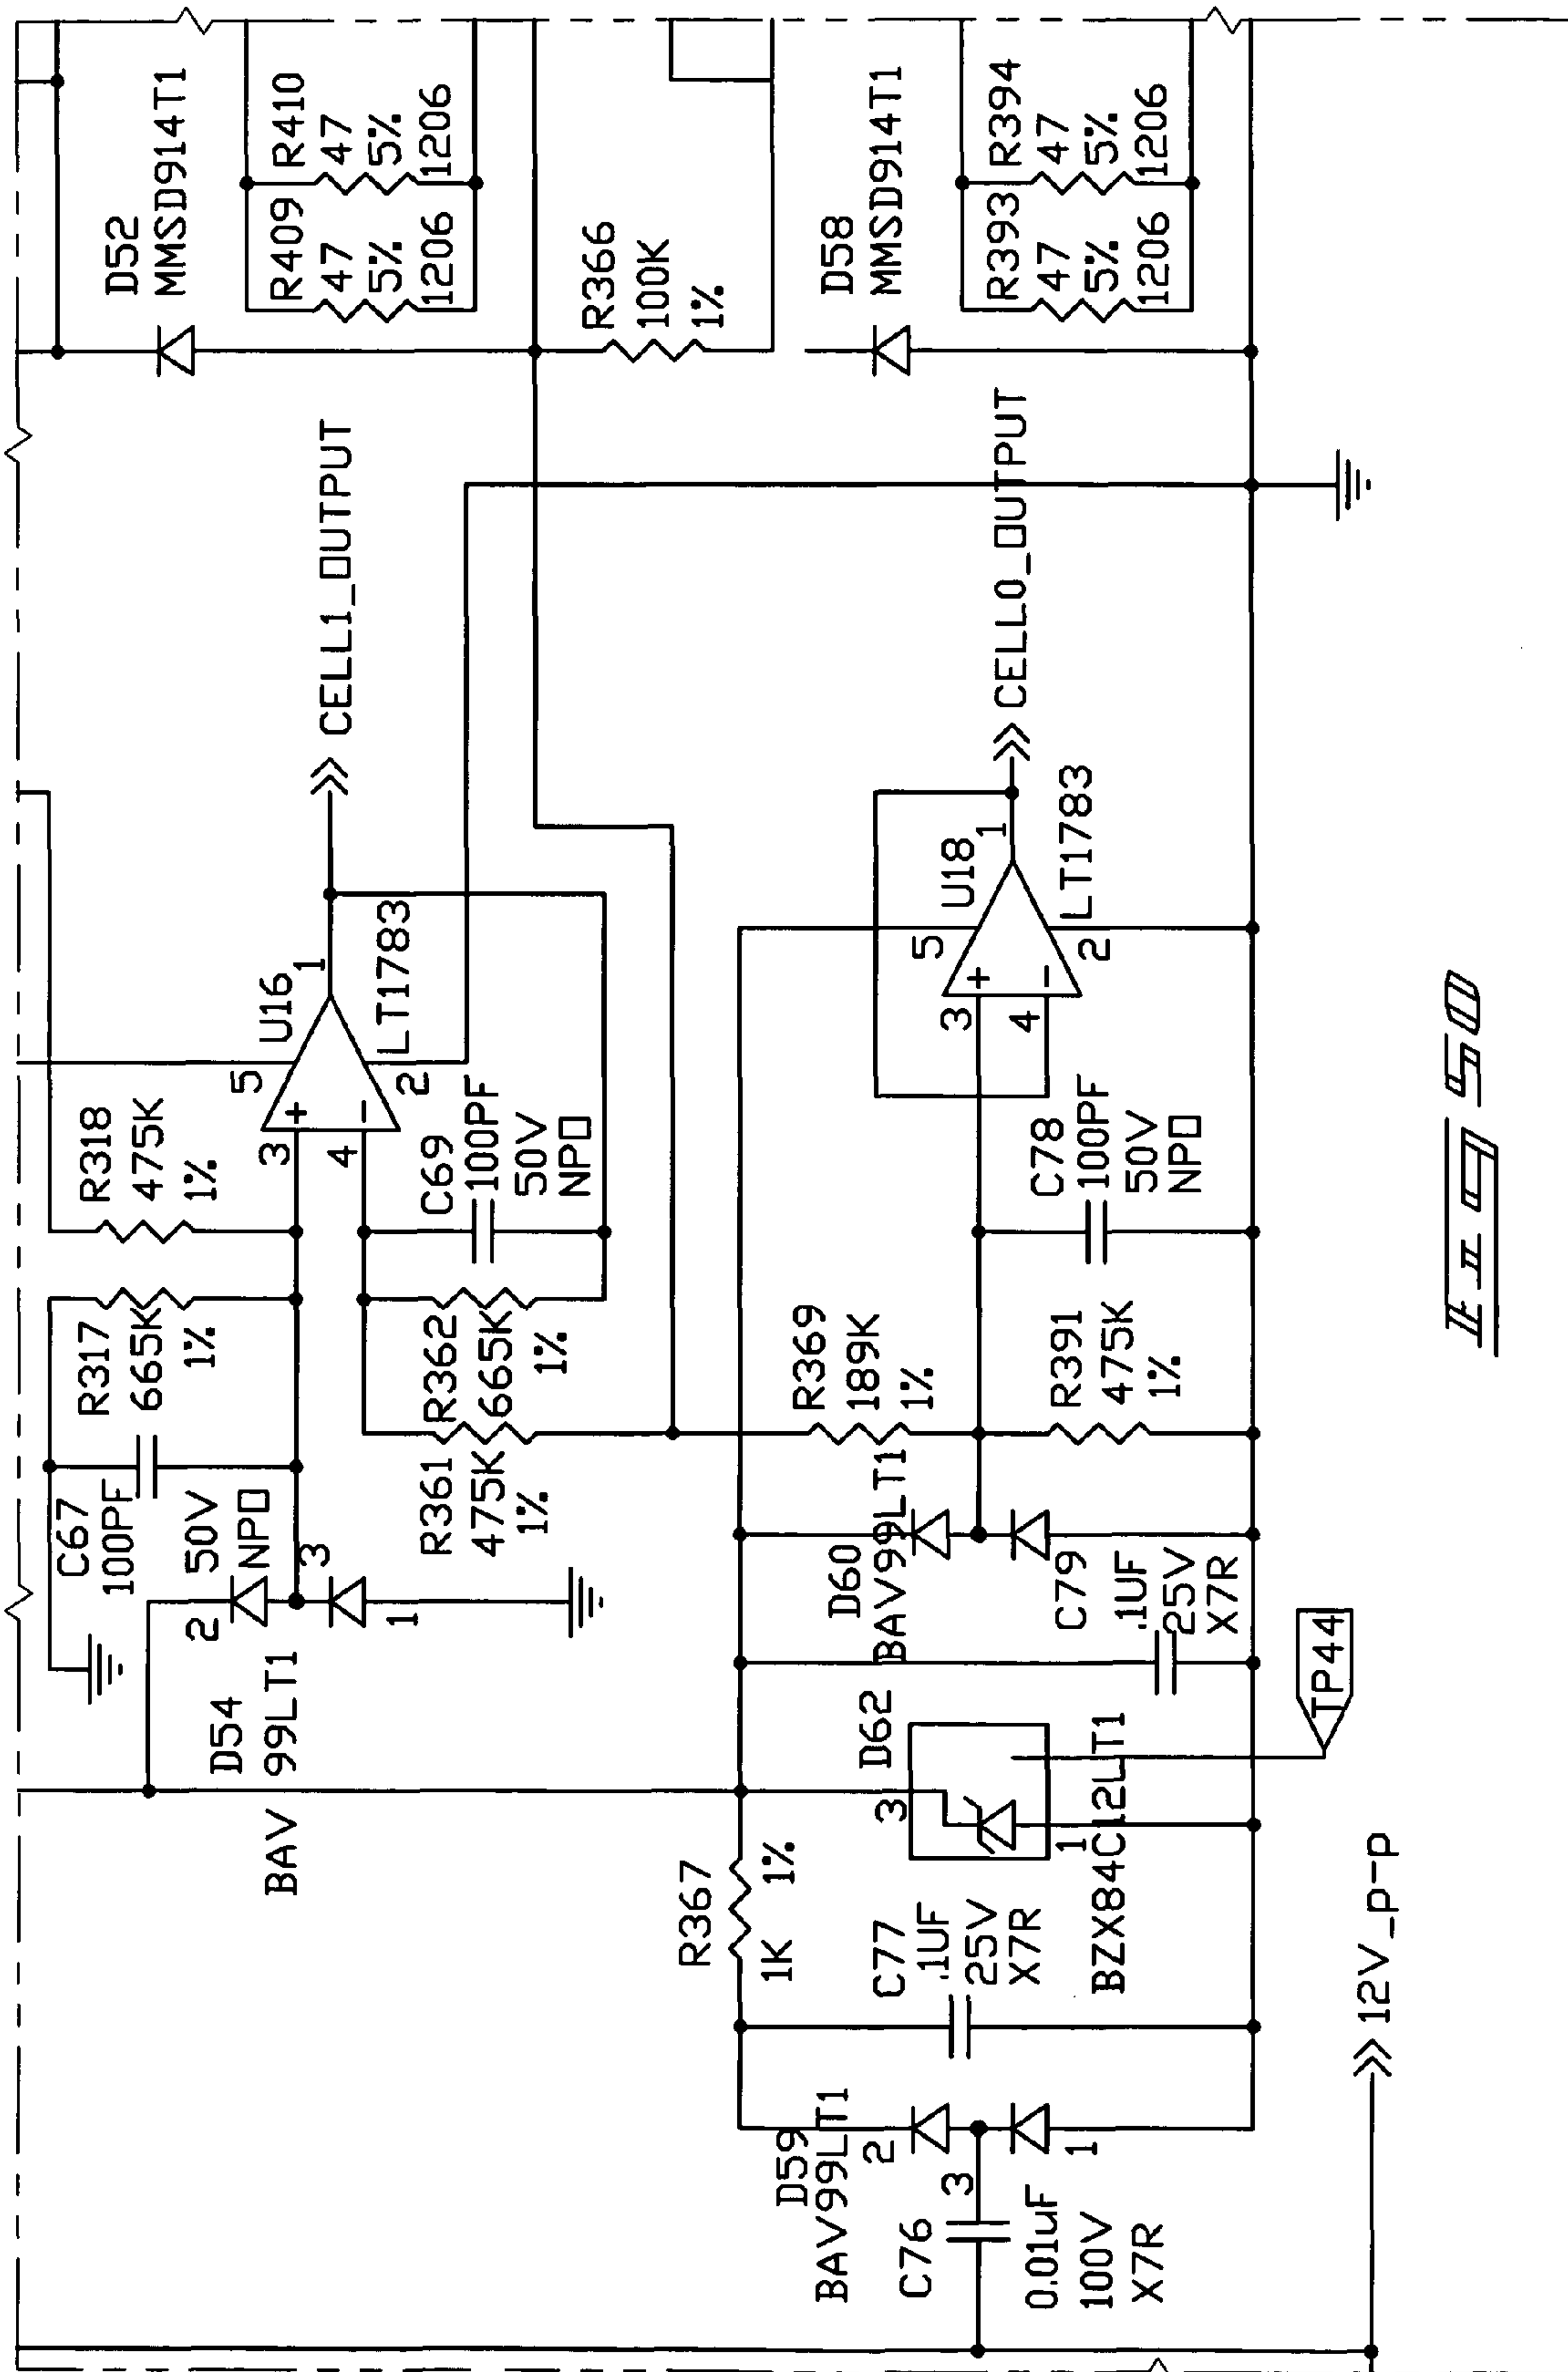 D52
MMSD914T1
R410
47
5%
1206
R409
47
5%
1206
R366
100K
1%
D58
MMSD914T1
R394
47
5%
1206
R393
47
5%
1206
CELL1_OUTPUT
CELL0_OUTPUT
R318
475K
1%
U16
5
3
4
1
2
LT1783
R317
665K
1%
C69
100PF
50V
NPO
R362
665K
1%
C67
100PF
50V
NPO
R361
475K
1%
D54
BAV 99LT1
2
3
1
U18
5
3
4
1
2
LT1783
C78
100PF
50V
NPO
R369
189K
1%
R391
475K
1%
D60
BAV99LT1
C79
.1UF
25V
X7R
D62
3
1
BZX84C12LT1
TP44
R367
1K
1%
C77
.1UF
25V
X7R
D59
BAV99LT1
2
3
1
C76
0.01uF
100V
X7R
12V_p-p
FIG 50